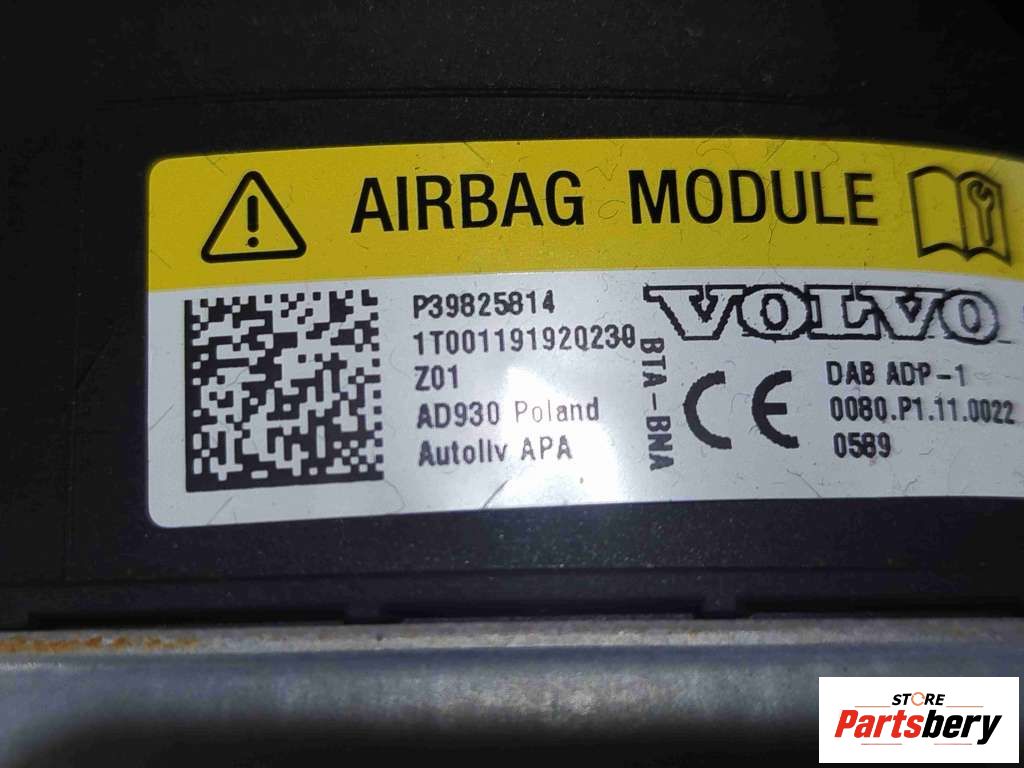 AIRBAG MODULE
P39825814
1T00119192Q230
Z01
AD930 Poland
Autoliv APA
BTA-BNA
VOLVO
CE
DAB ADP-1
0080.P1.11.0022
0589
STORE
Partsbery